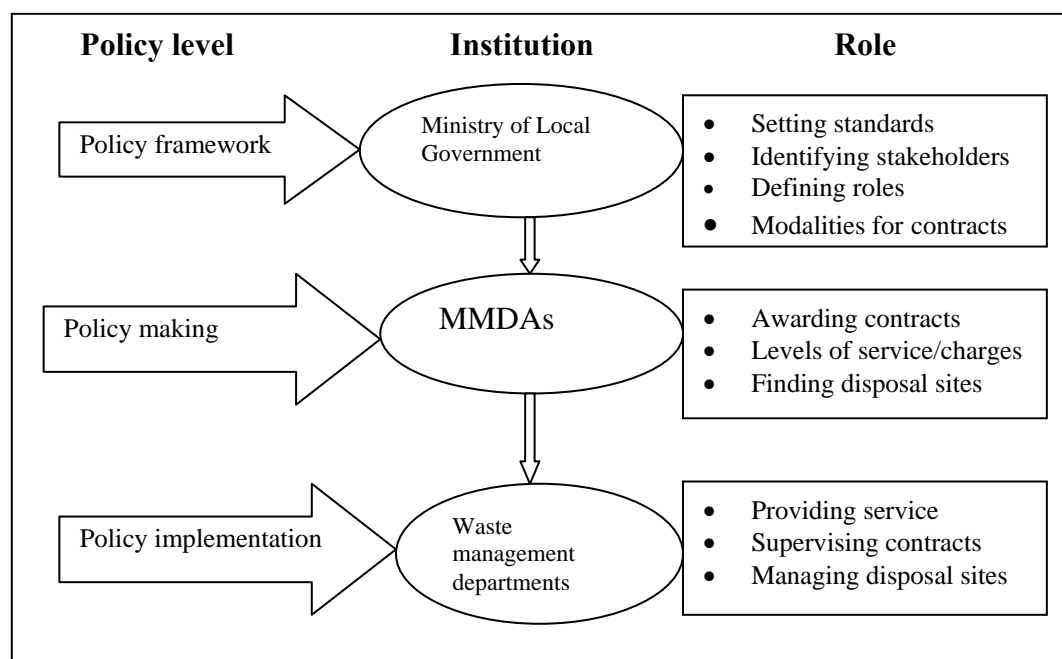 Policy level
Institution
Role
Policy framework
Ministry of Local
Government
• Setting standards
• Identifying stakeholders
• Defining roles
• Modalities for contracts
Policy making
MMDAs
• Awarding contracts
• Levels of service/charges
• Finding disposal sites
Policy implementation
Waste
management
departments
• Providing service
• Supervising contracts
• Managing disposal sites